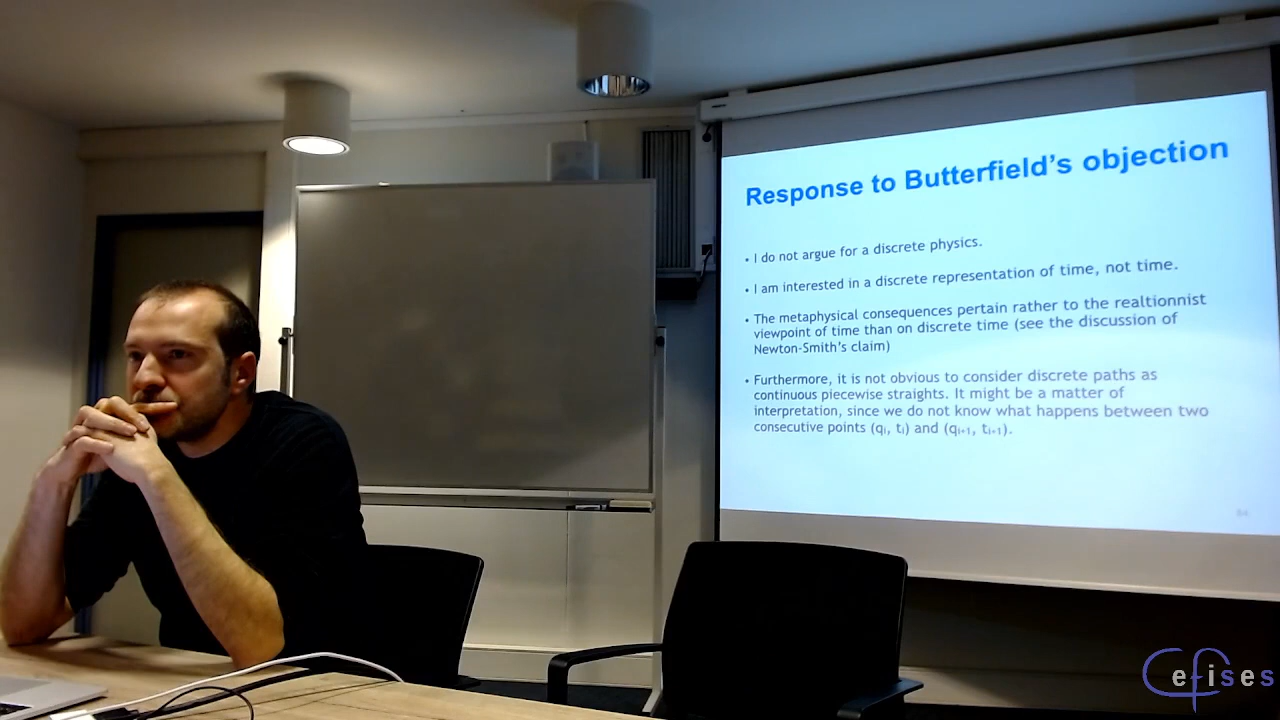 Response to Butterfield's objection
• I do not argue for a discrete physics.
• I am interested in a discrete representation of time, not time.
• The metaphysical consequences pertain rather to the realtionnist
viewpoint of time than on discrete time (see the discussion of
Newton-Smith's claim)
• Furthermore, it is not obvious to consider discrete paths as
continuous piecewise straights. It might be a matter of
interpretation, since we do not know what happens between two
consecutive points (qᵢ, tᵢ) and (qᵢ₊₁, tᵢ₊₁).
Cefises